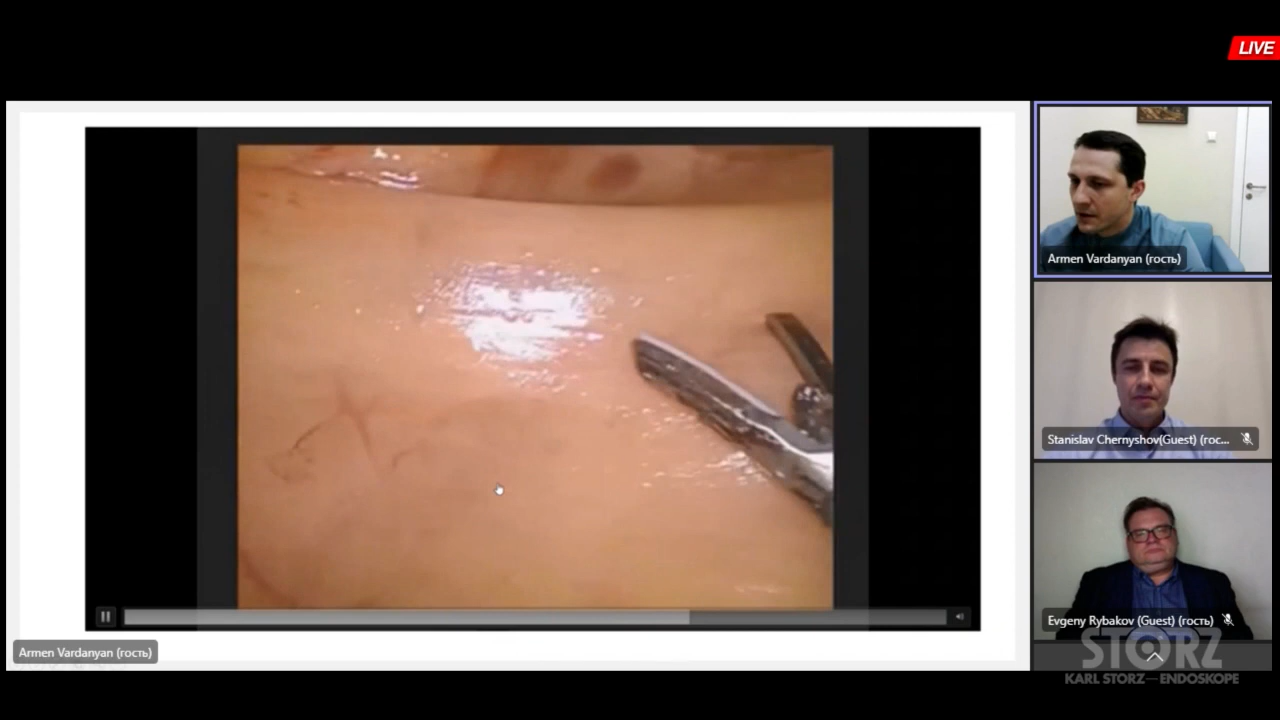 LIVE
Armen Vardanyan (гость)
Stanislav Chernyshov(Guest) (гос...
Evgeny Rybakov (Guest) (гость)
Armen Vardanyan (гость)
STORZ
KARL STORZ—ENDOSKOPE